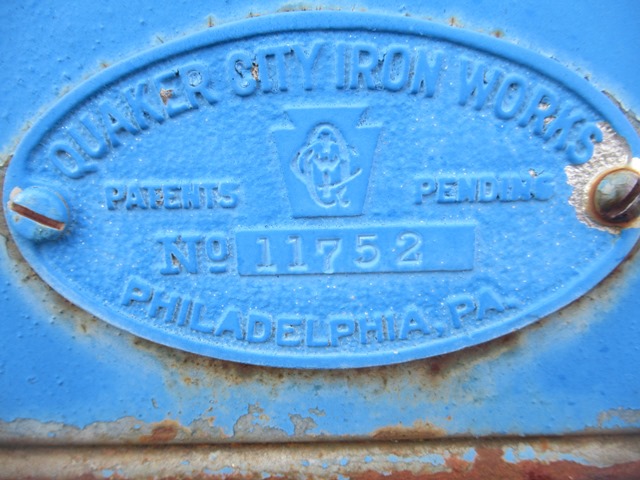 QUAKER CITY IRON WORKS
PATENTS PENDING
No 11752
PHILADELPHIA, PA.